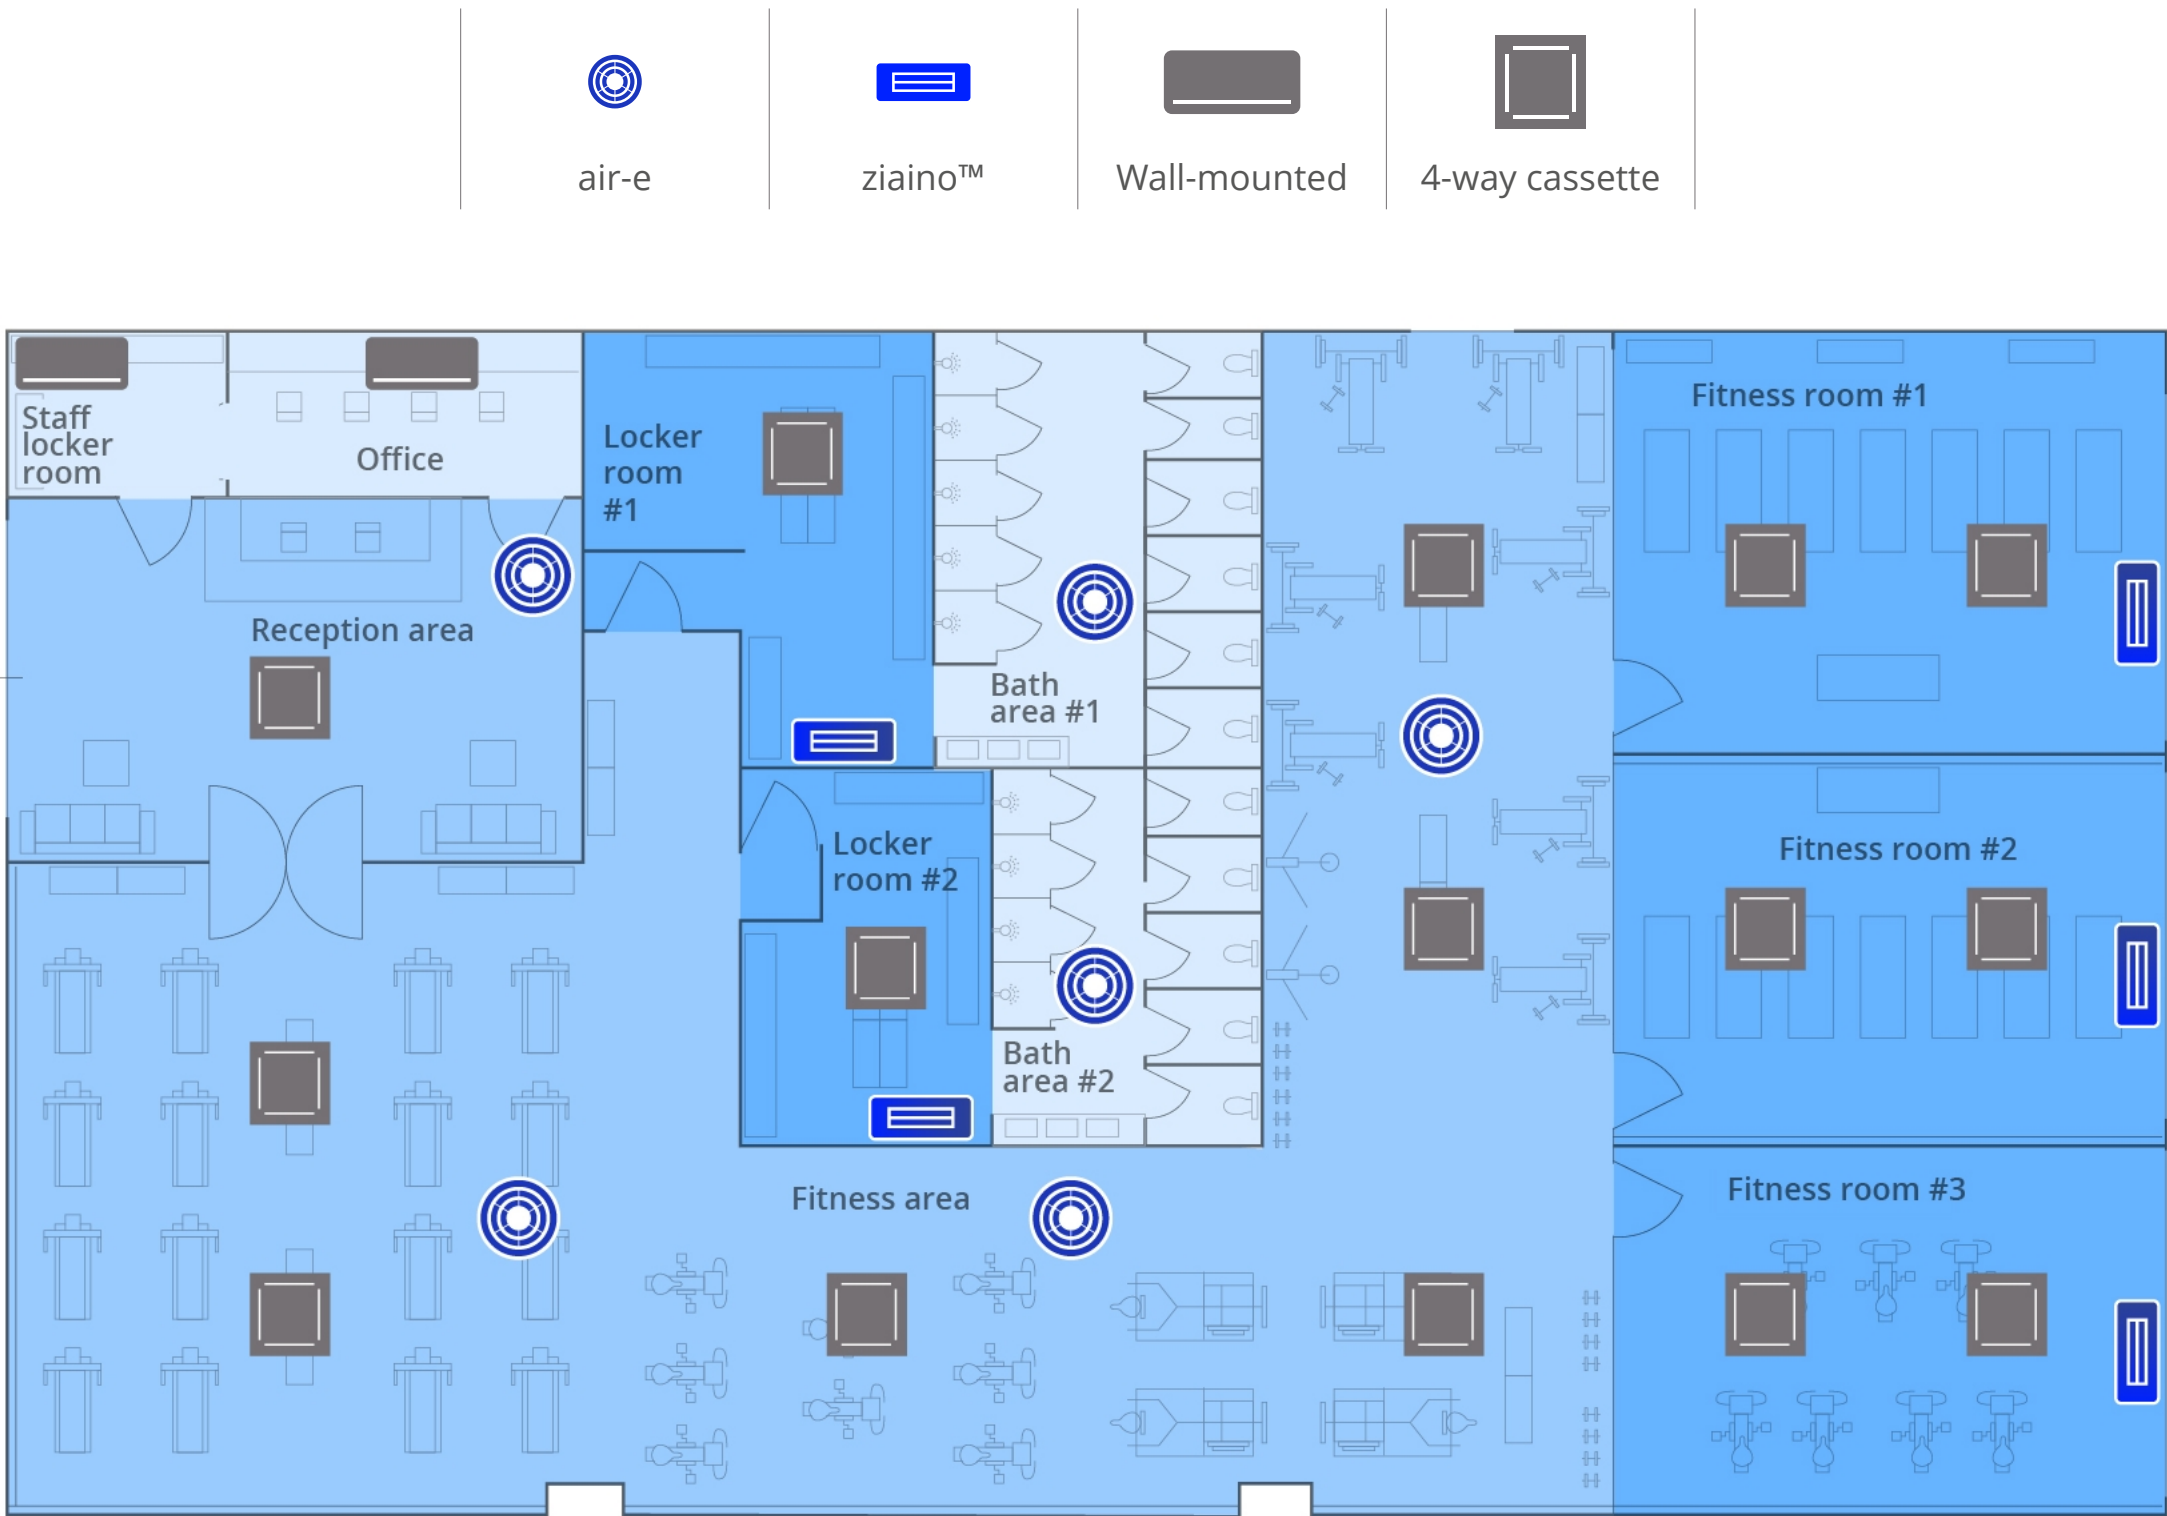 air-e
ziaino™
Wall-mounted
4-way cassette
Staff
locker
room
Office
Locker
room
#1
Fitness room #1
Reception area
Bath
area #1
Locker
room #2
Fitness room #2
Bath
area #2
Fitness area
Fitness room #3